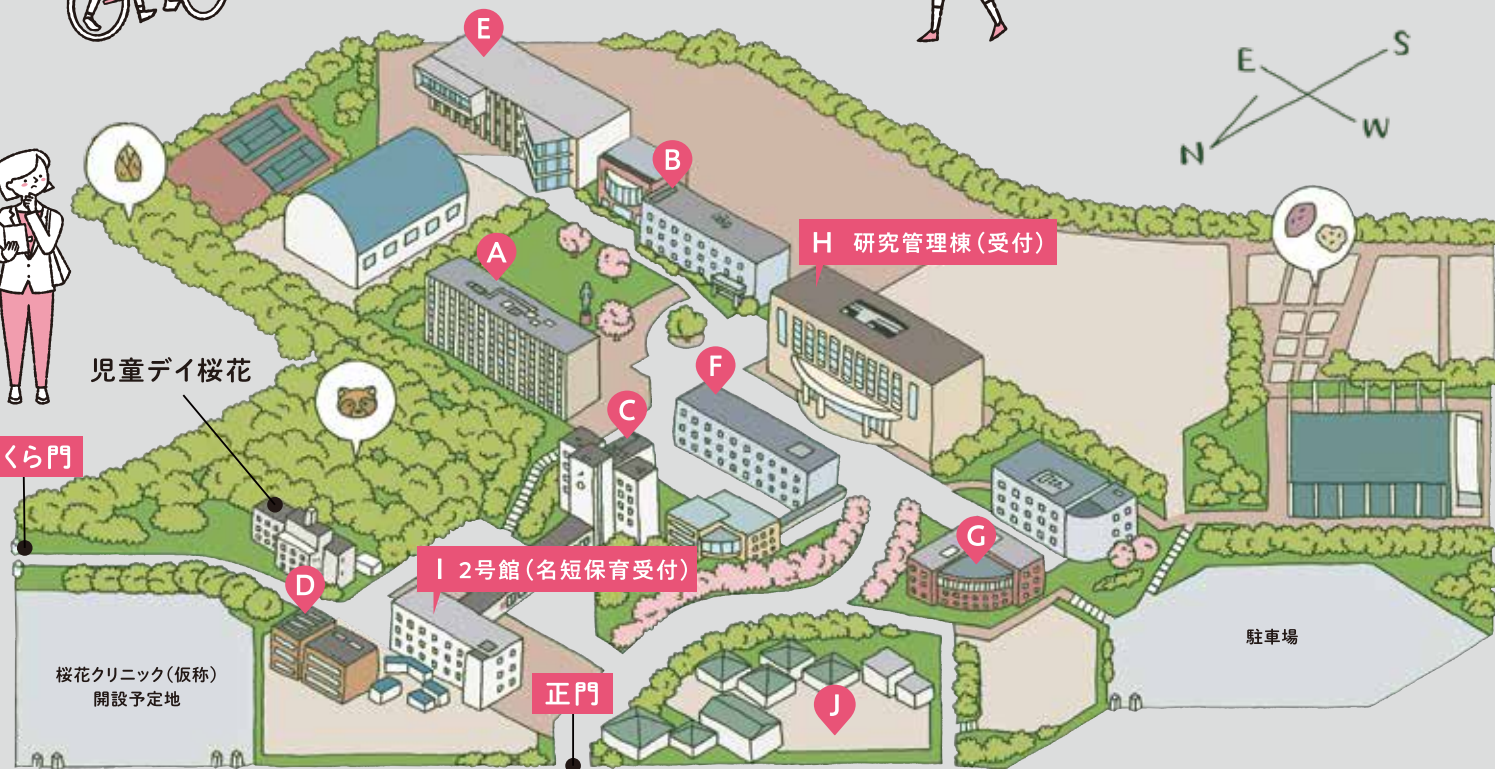 E
E
S
N
W
B
A
H 研究管理棟(受付)
F
児童デイ桜花
C
くら門
G
I 2号館(名短保育受付)
D
駐車場
桜花クリニック(仮称)
開設予定地
正門
J